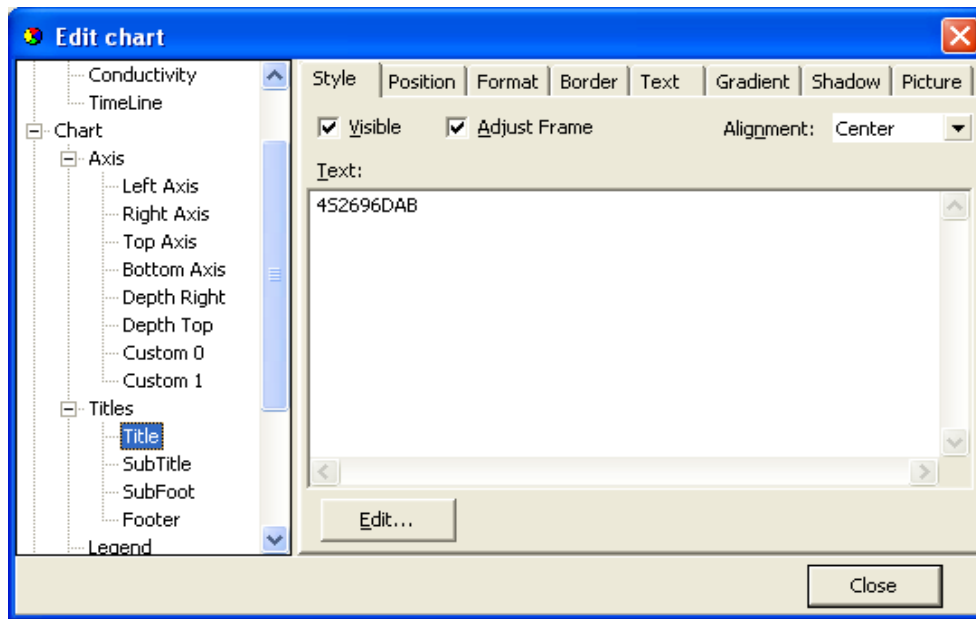 Edit chart
Conductivity
TimeLine
Chart
Axis
Left Axis
Right Axis
Top Axis
Bottom Axis
Depth Right
Depth Top
Custom 0
Custom 1
Titles
Title
SubTitle
SubFoot
Footer
Legend
Style Position Format Border Text Gradient Shadow Picture
Visible Adjust Frame Alignment: Center
Text:
452696DAB
Edit...
Close